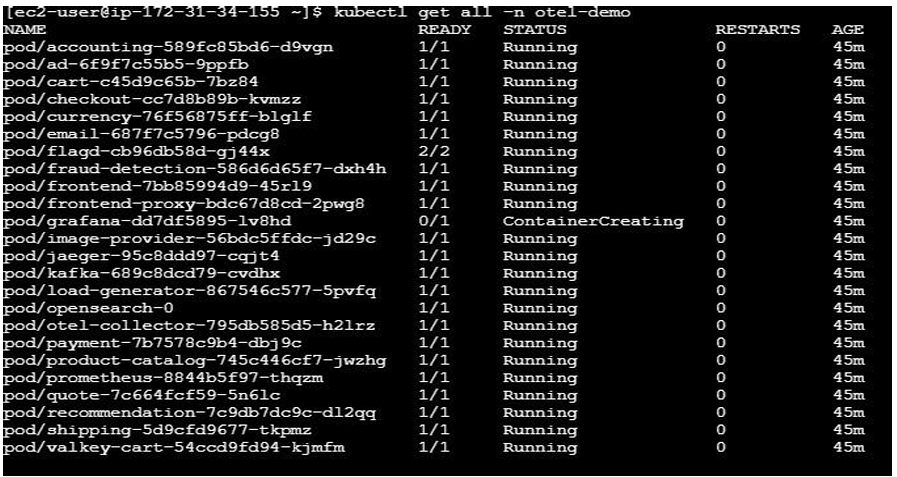 [ec2-user@ip-172-31-34-155 ~]$ kubectl get all -n otel-demo
NAME READY STATUS RESTARTS AGE
pod/accounting-589fc85bd6-d9vgn 1/1 Running 0 45m
pod/ad-6f9f7c55b5-9ppfb 1/1 Running 0 45m
pod/cart-c45d9c65b-7bz84 1/1 Running 0 45m
pod/checkout-cc7d8b89b-kvmzz 1/1 Running 0 45m
pod/currency-76f56875ff-blglf 1/1 Running 0 45m
pod/email-687f7c5796-pdcg8 1/1 Running 0 45m
pod/flagd-cb96db58d-gj44x 2/2 Running 0 45m
pod/fraud-detection-586d6d65f7-dxh4h 1/1 Running 0 45m
pod/frontend-7bb85994d9-45rl9 1/1 Running 0 45m
pod/frontend-proxy-bdc67d8cd-2pwg8 1/1 Running 0 45m
pod/grafana-dd7df5895-lv8hd 0/1 ContainerCreating 0 45m
pod/image-provider-56bdc5ffdc-jd29c 1/1 Running 0 45m
pod/jaeger-95c8ddd97-cqjt4 1/1 Running 0 45m
pod/kafka-689c8dcd79-cvdhx 1/1 Running 0 45m
pod/load-generator-867546c577-5pvfq 1/1 Running 0 45m
pod/opensearch-0 1/1 Running 0 45m
pod/otel-collector-795db585d5-h2lrz 1/1 Running 0 45m
pod/payment-7b7578c9b4-dbj9c 1/1 Running 0 45m
pod/product-catalog-745c446cf7-jwzhg 1/1 Running 0 45m
pod/prometheus-8844b5f97-thqzm 1/1 Running 0 45m
pod/quote-7c664fcf59-5n6lc 1/1 Running 0 45m
pod/recommendation-7c9db7dc9c-dl2qq 1/1 Running 0 45m
pod/shipping-5d9cfd9677-tkpmz 1/1 Running 0 45m
pod/valkey-cart-54ccd9fd94-kjmfm 1/1 Running 0 45m